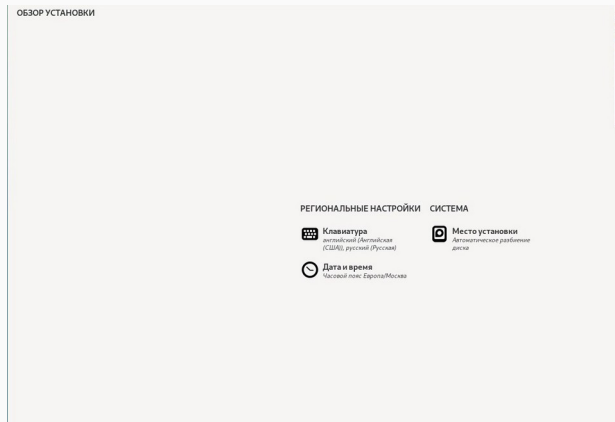 ОБЗОР УСТАНОВКИ
РЕГИОНАЛЬНЫЕ НАСТРОЙКИ
Клавиатура
английский (Английская
(США)), русский (Русская)
Дата и время
Часовой пояс Европа/Москва
СИСТЕМА
Место установки
Автоматическое разбиение
диска